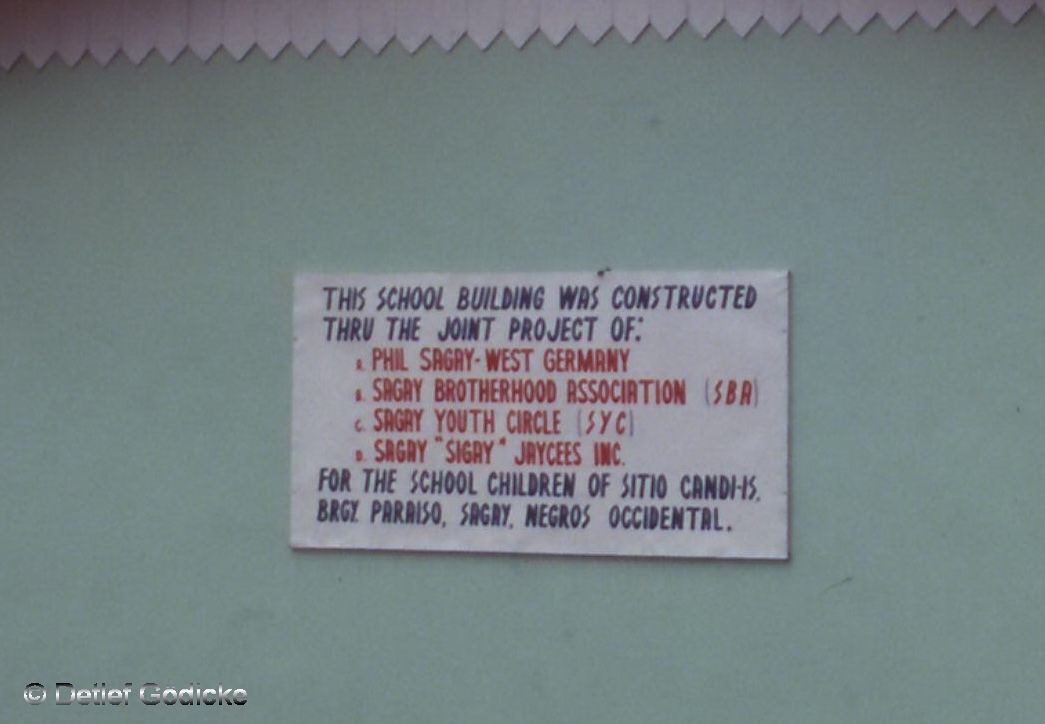 THIS SCHOOL BUILDING WAS CONSTRUCTED
THRU THE JOINT PROJECT OF:
A. PHIL SAGAY-WEST GERMANY
B. SAGAY BROTHERHOOD ASSOCIATION (SBA)
C. SAGAY YOUTH CIRCLE (SYC)
D. SAGAY "SIGAY" JAYCEES INC.
FOR THE SCHOOL CHILDREN OF SITIO CANDI-IS,
BRGY. PARAISO, SAGAY, NEGROS OCCIDENTAL.
© Detlef Gödicke